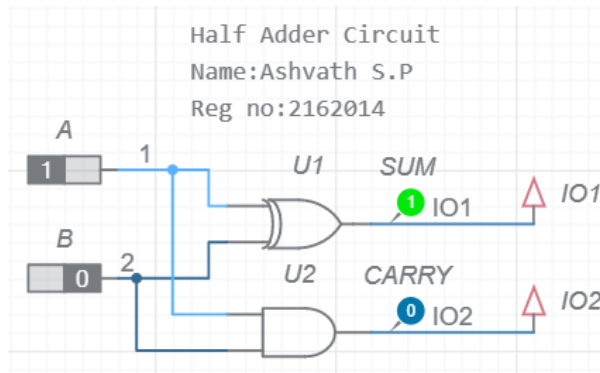 Half Adder Circuit
Name:Ashvath S.P
Reg no:2162014
A
1
1
U1
SUM
1
IO1
IO1
B
0
2
U2
CARRY
0
IO2
IO2